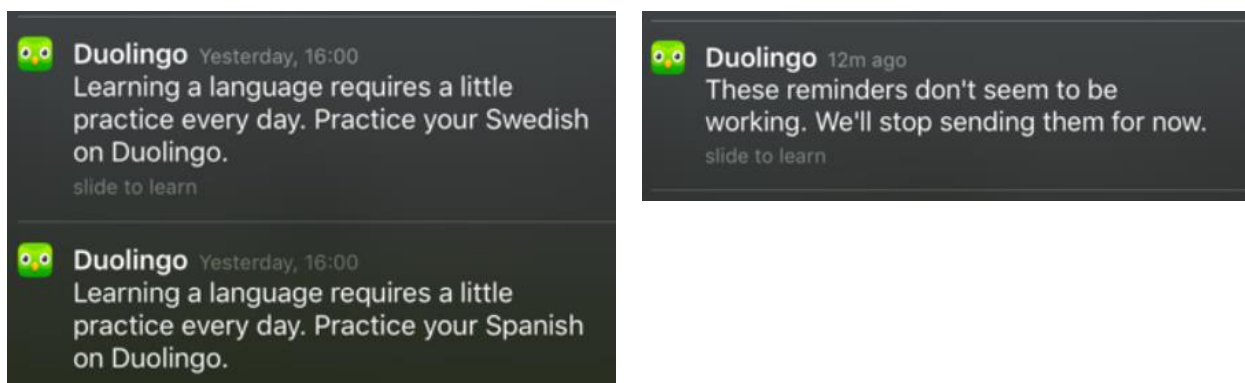 Duolingo Yesterday, 16:00
Learning a language requires a little
practice every day. Practice your Swedish
on Duolingo.
slide to learn
Duolingo Yesterday, 16:00
Learning a language requires a little
practice every day. Practice your Spanish
on Duolingo.
Duolingo 12m ago
These reminders don't seem to be
working. We'll stop sending them for now.
slide to learn